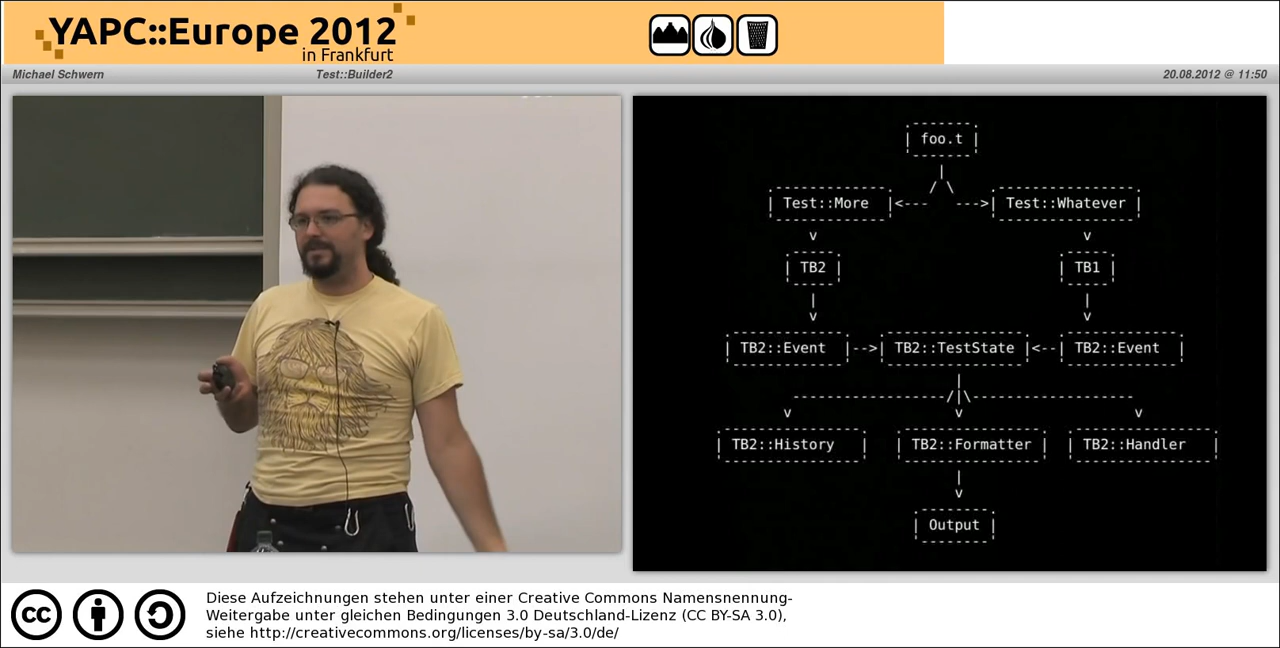 YAPC::Europe 2012
in Frankfurt
Michael Schwern Test::Builder2 20.08.2012 @ 11:50
foo.t
Test::More Test::Whatever
TB2 TB1
TB2::Event TB2::TestState TB2::Event
TB2::History TB2::Formatter TB2::Handler
Output
cc
Diese Aufzeichnungen stehen unter einer Creative Commons Namensnennung-
Weitergabe unter gleichen Bedingungen 3.0 Deutschland-Lizenz (CC BY-SA 3.0),
siehe http://creativecommons.org/licenses/by-sa/3.0/de/